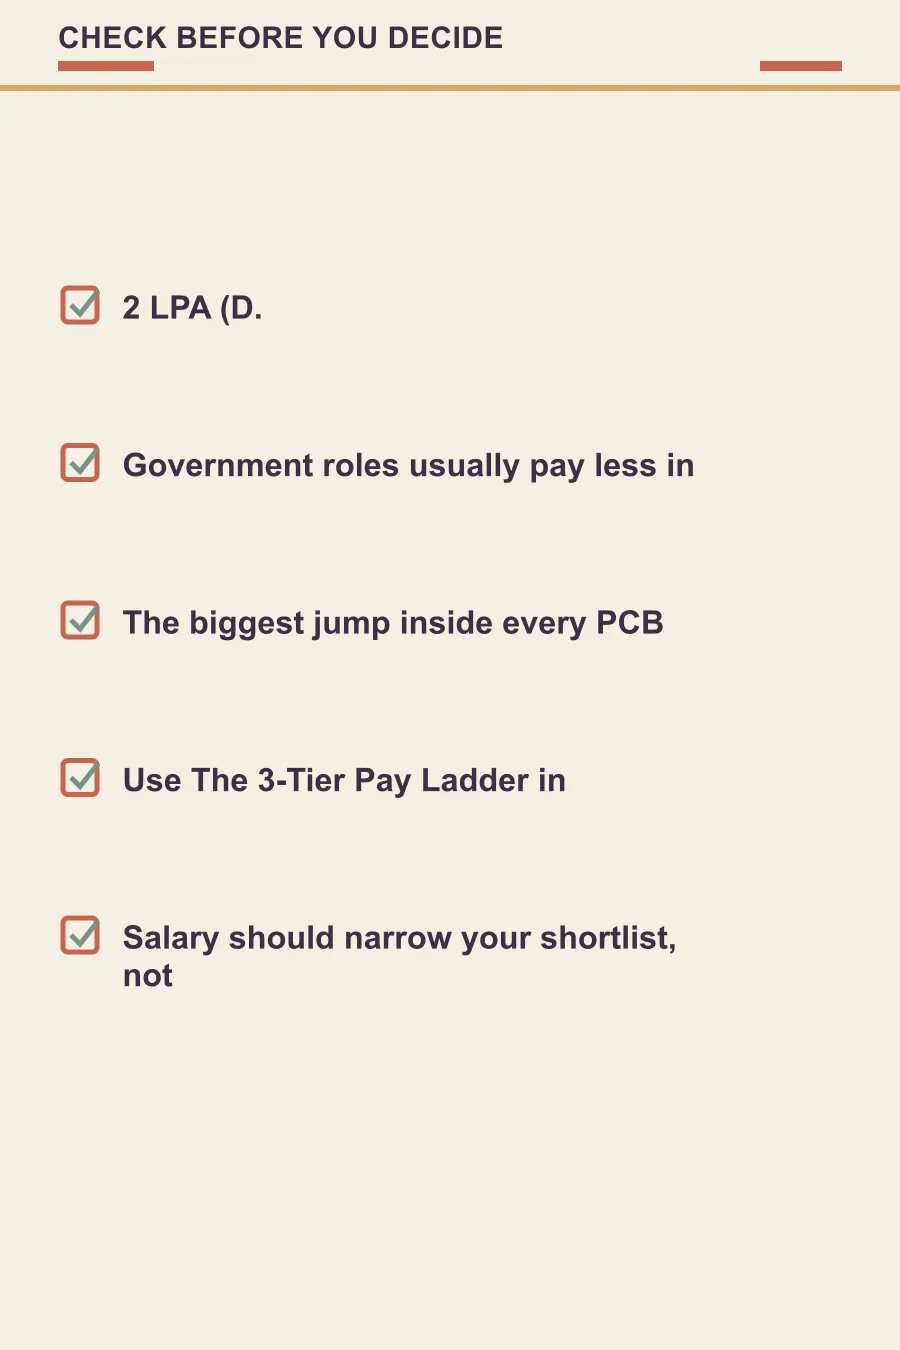 CHECK BEFORE YOU DECIDE
2 LPA (D.
Government roles usually pay less in
The biggest jump inside every PCB
Use The 3-Tier Pay Ladder in
Salary should narrow your shortlist,
not